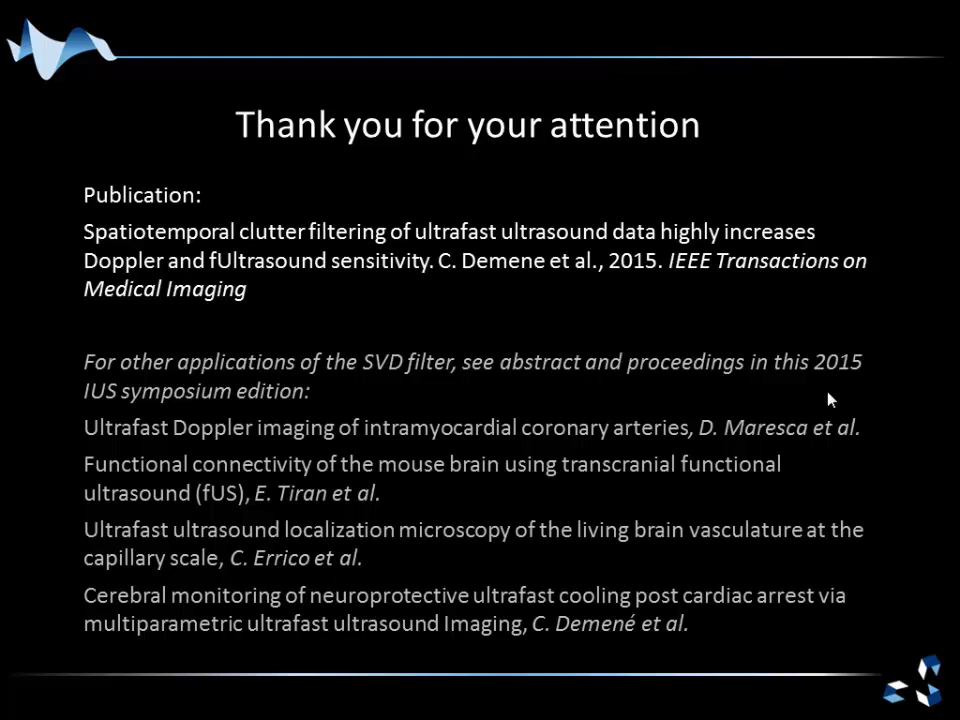 Thank you for your attention
Publication:
Spatiotemporal clutter filtering of ultrafast ultrasound data highly increases
Doppler and fUltrasound sensitivity. C. Demene et al., 2015. IEEE Transactions on
Medical Imaging
For other applications of the SVD filter, see abstract and proceedings in this 2015
IUS symposium edition:
Ultrafast Doppler imaging of intramyocardial coronary arteries, D. Maresca et al.
Functional connectivity of the mouse brain using transcranial functional
ultrasound (fUS), E. Tiran et al.
Ultrafast ultrasound localization microscopy of the living brain vasculature at the
capillary scale, C. Errico et al.
Cerebral monitoring of neuroprotective ultrafast cooling post cardiac arrest via
multiparametric ultrafast ultrasound Imaging, C. Demené et al.